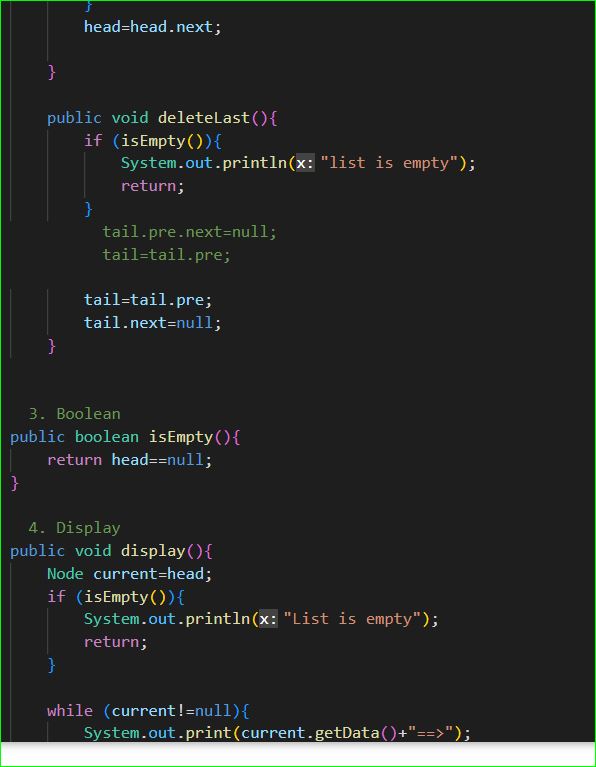 }
head=head.next;
}
public void deleteLast(){
if (isEmpty()){
System.out.println(x: "list is empty");
return;
}
tail.pre.next=null;
tail=tail.pre;
tail=tail.pre;
tail.next=null;
}
3. Boolean
public boolean isEmpty(){
return head==null;
}
4. Display
public void display(){
Node current=head;
if (isEmpty()){
System.out.println(x: "List is empty");
return;
}
while (current!=null){
System.out.print(current.getData()+"==>");